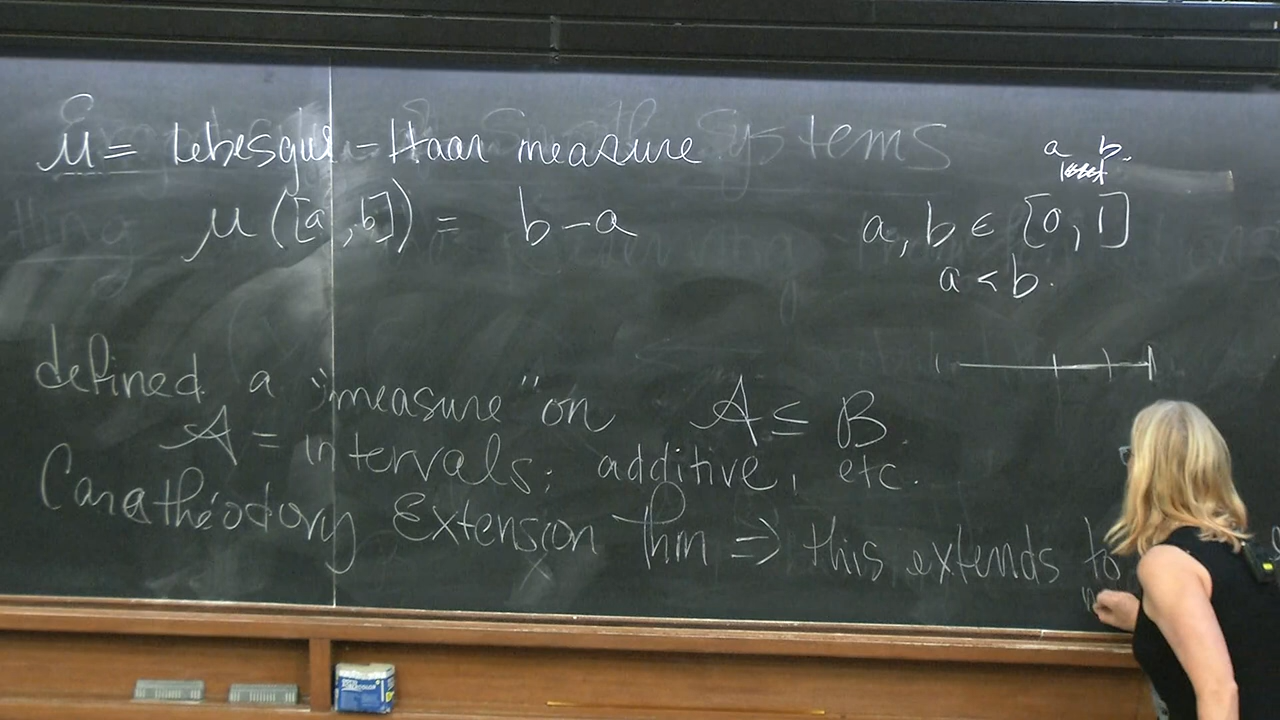 μ = Lebesgue-Haar measure
a b
μ([a,b]) = b-a
a, b ∈ [0,1]
a < b.
defined a "measure" on A ≤ B.
A = intervals; additive, etc.
Carathéodory Extension Thm ⇒ this extends to